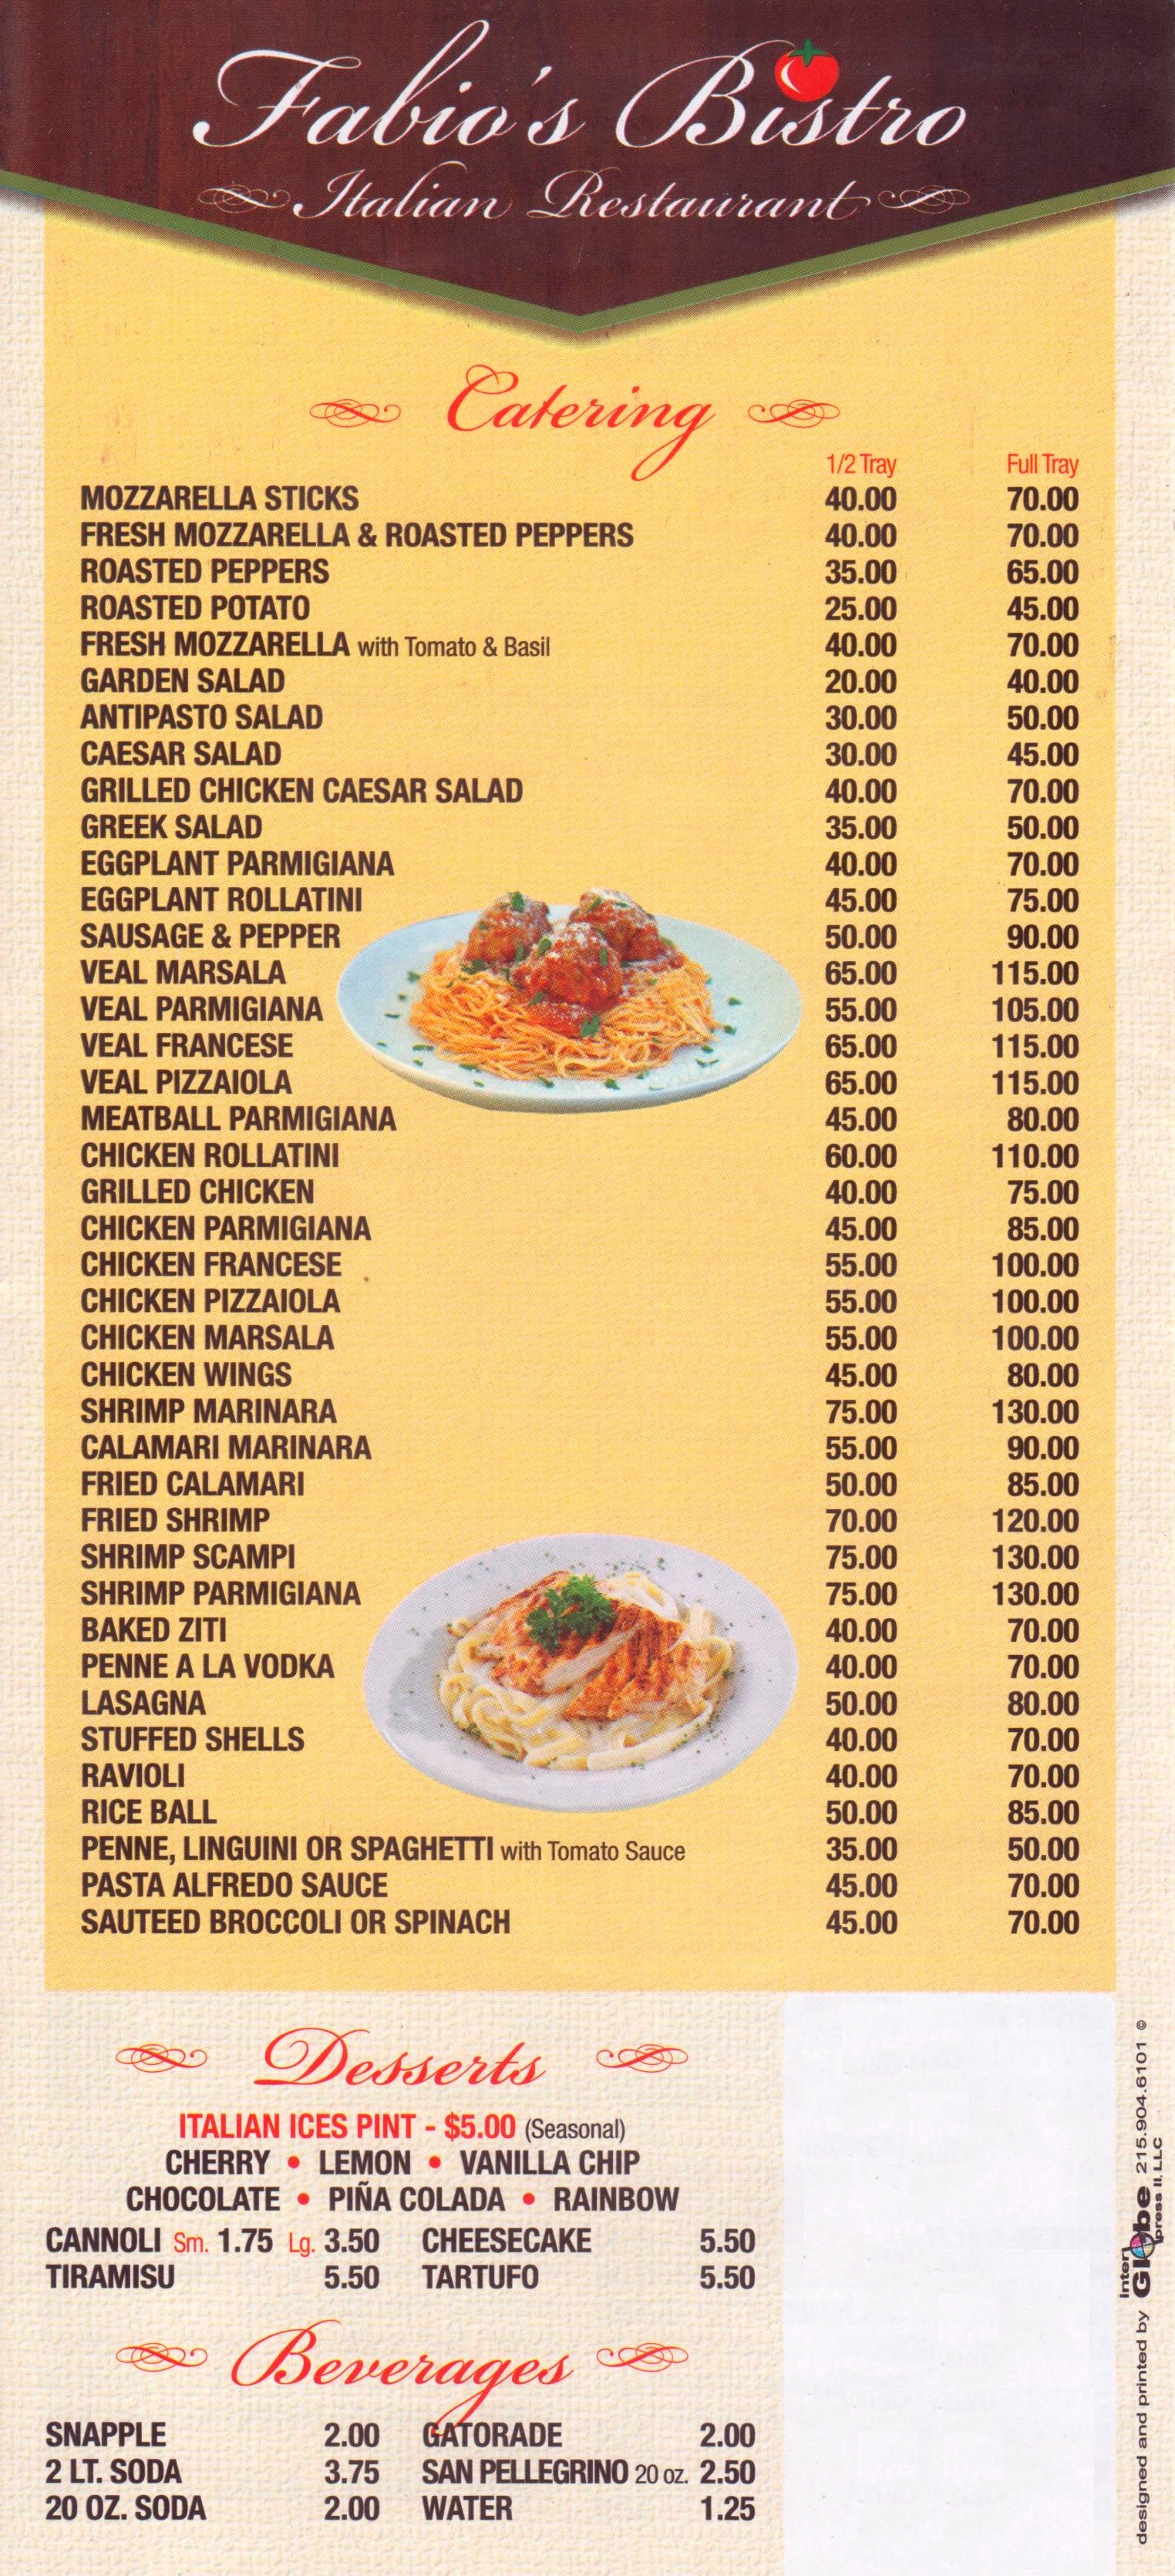 Fabio's Bistro
Italian Restaurant
Catering
1/2 Tray Full Tray
MOZZARELLA STICKS 40.00 70.00
FRESH MOZZARELLA & ROASTED PEPPERS 40.00 70.00
ROASTED PEPPERS 35.00 65.00
ROASTED POTATO 25.00 45.00
FRESH MOZZARELLA with Tomato & Basil 40.00 70.00
GARDEN SALAD 20.00 40.00
ANTIPASTO SALAD 30.00 50.00
CAESAR SALAD 30.00 45.00
GRILLED CHICKEN CAESAR SALAD 40.00 70.00
GREEK SALAD 35.00 50.00
EGGPLANT PARMIGIANA 40.00 70.00
EGGPLANT ROLLATINI 45.00 75.00
SAUSAGE & PEPPER 50.00 90.00
VEAL MARSALA 65.00 115.00
VEAL PARMIGIANA 55.00 105.00
VEAL FRANCESE 65.00 115.00
VEAL PIZZAIOLA 65.00 115.00
MEATBALL PARMIGIANA 45.00 80.00
CHICKEN ROLLATINI 60.00 110.00
GRILLED CHICKEN 40.00 75.00
CHICKEN PARMIGIANA 45.00 85.00
CHICKEN FRANCESE 55.00 100.00
CHICKEN PIZZAIOLA 55.00 100.00
CHICKEN MARSALA 55.00 100.00
CHICKEN WINGS 45.00 80.00
SHRIMP MARINARA 75.00 130.00
CALAMARI MARINARA 55.00 90.00
FRIED CALAMARI 50.00 85.00
FRIED SHRIMP 70.00 120.00
SHRIMP SCAMPI 75.00 130.00
SHRIMP PARMIGIANA 75.00 130.00
BAKED ZITI 40.00 70.00
PENNE A LA VODKA 40.00 70.00
LASAGNA 50.00 80.00
STUFFED SHELLS 40.00 70.00
RAVIOLI 40.00 70.00
RICE BALL 50.00 85.00
PENNE, LINGUINI OR SPAGHETTI with Tomato Sauce 35.00 50.00
PASTA ALFREDO SAUCE 45.00 70.00
SAUTEED BROCCOLI OR SPINACH 45.00 70.00
Desserts
ITALIAN ICES PINT - $5.00 (Seasonal)
CHERRY • LEMON • VANILLA CHIP
CHOCOLATE • PIÑA COLADA • RAINBOW
CANNOLI Sm. 1.75 Lg. 3.50 CHEESECAKE 5.50
TIRAMISU 5.50 TARTUFO 5.50
Beverages
SNAPPLE 2.00 GATORADE 2.00
2 LT. SODA 3.75 SAN PELLEGRINO 20 oz. 2.50
20 OZ. SODA 2.00 WATER 1.25
designed and printed by Inter Globe press II. LLC 215.904.6101 ©